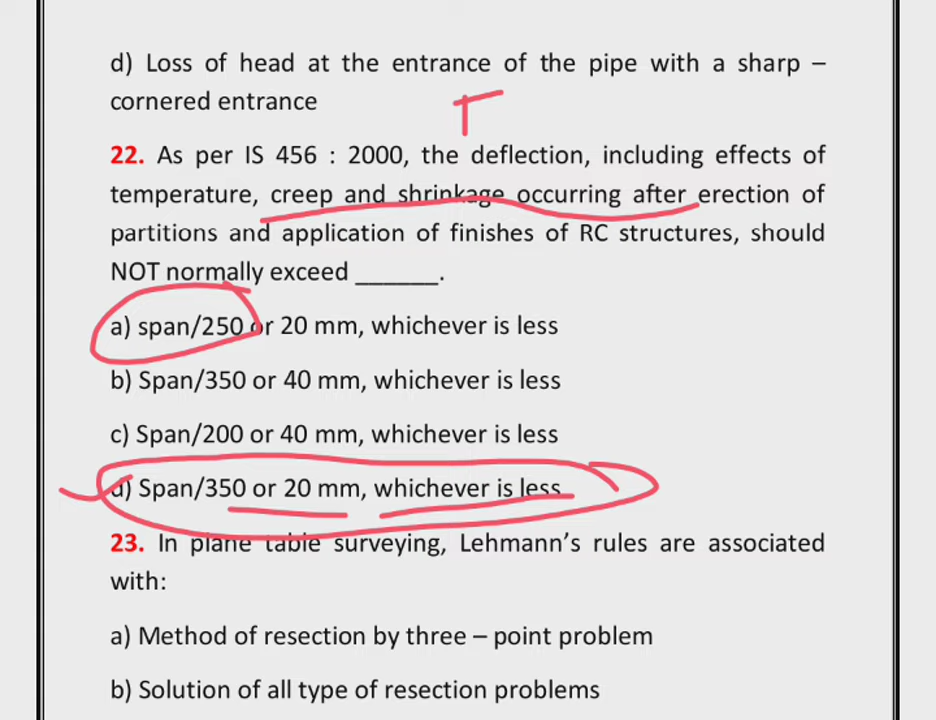 d) Loss of head at the entrance of the pipe with a sharp –
cornered entrance
22. As per IS 456 : 2000, the deflection, including effects of
temperature, creep and shrinkage occurring after erection of
partitions and application of finishes of RC structures, should
NOT normally exceed ______.
a) span/250 or 20 mm, whichever is less
b) Span/350 or 40 mm, whichever is less
c) Span/200 or 40 mm, whichever is less
d) Span/350 or 20 mm, whichever is less
23. In plane table surveying, Lehmann’s rules are associated
with:
a) Method of resection by three – point problem
b) Solution of all type of resection problems